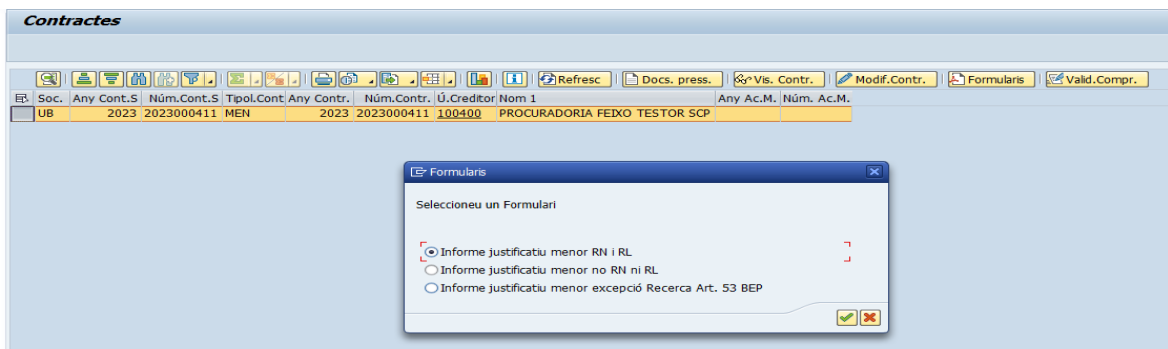 Contractes
Refresc Docs. press. Vis. Contr. Modif.Contr. Formularis Valid.Compr.
Soc. Any Cont.S Núm.Cont.S Tipol.Cont Any Contr. Núm.Contr. Ú.Creditor Nom 1 Any Ac.M. Núm. Ac.M.
UB 2023 2023000411 MEN 2023 2023000411 100400 PROCURADORIA FEIXO TESTOR SCP
Formularis
Seleccioneu un Formulari
Informe justificatiu menor RN i RL
Informe justificatiu menor no RN ni RL
Informe justificatiu menor excepció Recerca Art. 53 BEP